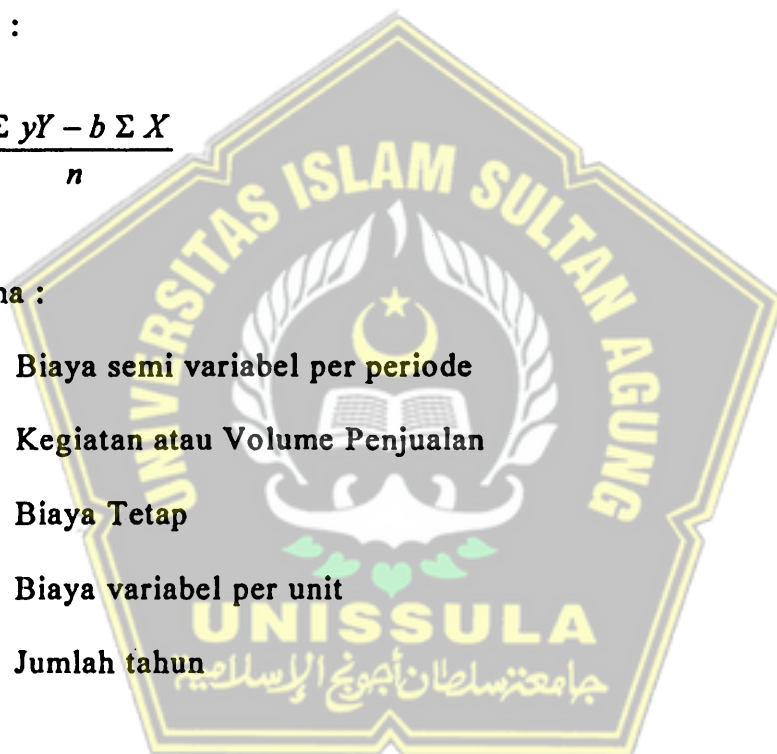 :
Σ yY – b Σ X
n
na :
Biaya semi variabel per periode
Kegiatan atau Volume Penjualan
Biaya Tetap
Biaya variabel per unit
Jumlah tahun
UNIVERSITAS ISLAM SULTAN AGUNG
UNISSULA
جامعتسلطان أجونج الإسلامية